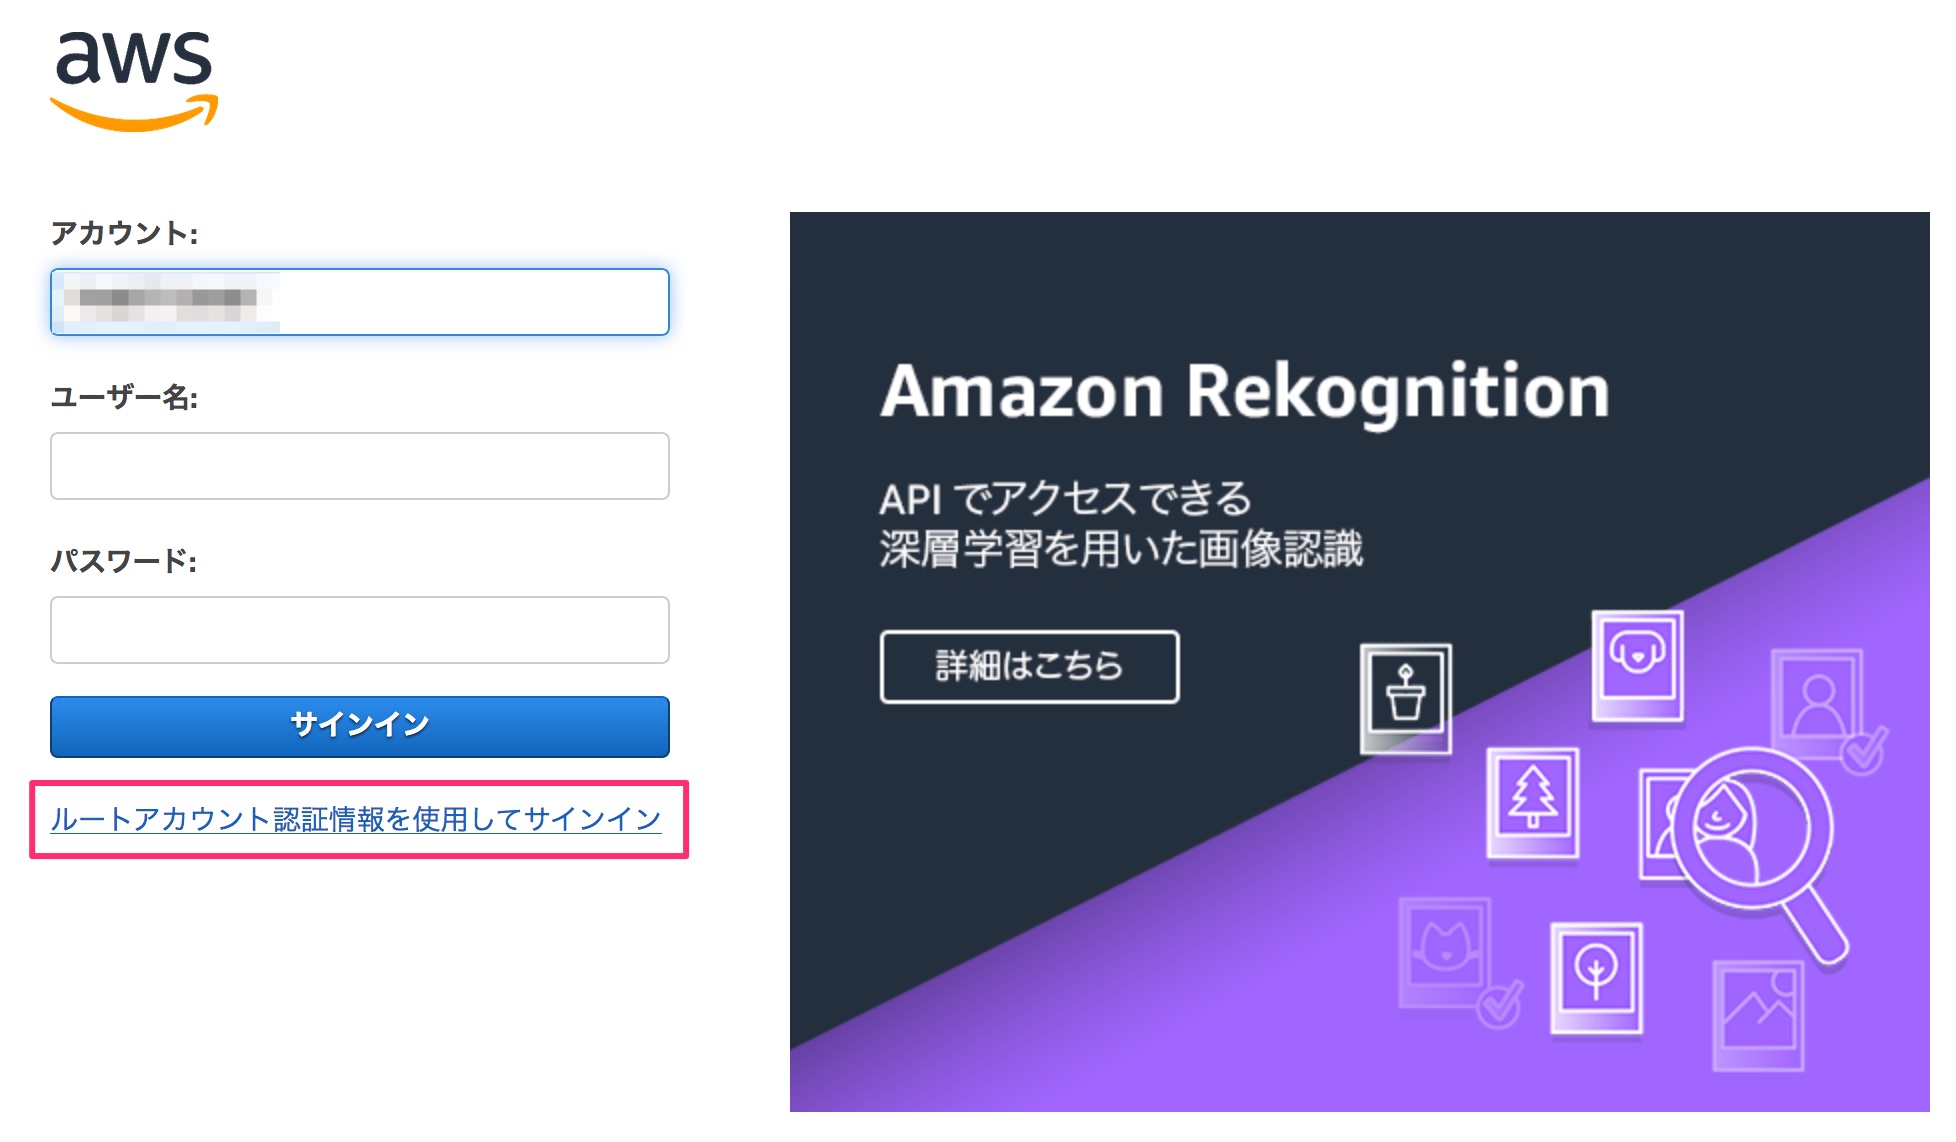 aws
アカウント:
ユーザー名:
パスワード:
サインイン
ルートアカウント認証情報を使用してサインイン
Amazon Rekognition
API でアクセスできる
深層学習を用いた画像認識
詳細はこちら